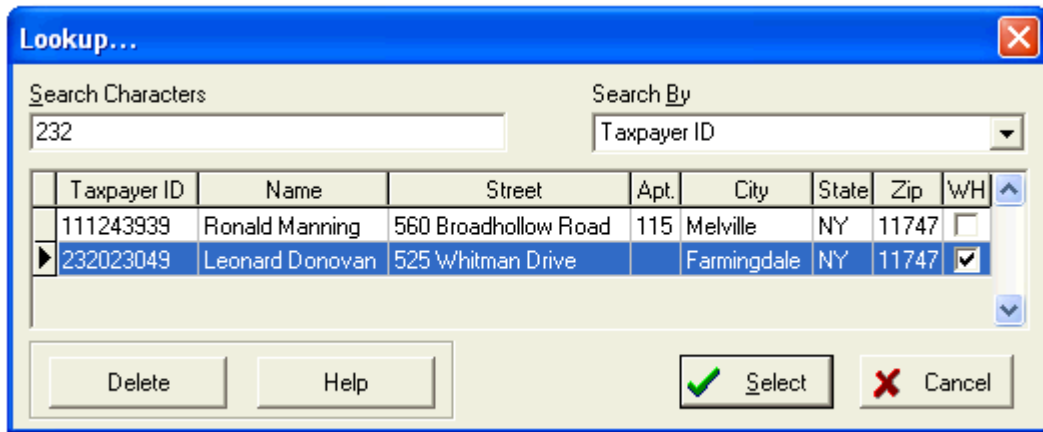 Lookup...
Search Characters Search By
232 Taxpayer ID
Taxpayer ID Name Street Apt. City State Zip WH
111243939 Ronald Manning 560 Broadhollow Road 115 Melville NY 11747
232023049 Leonard Donovan 525 Whitman Drive Farmingdale NY 11747
Delete Help Select Cancel